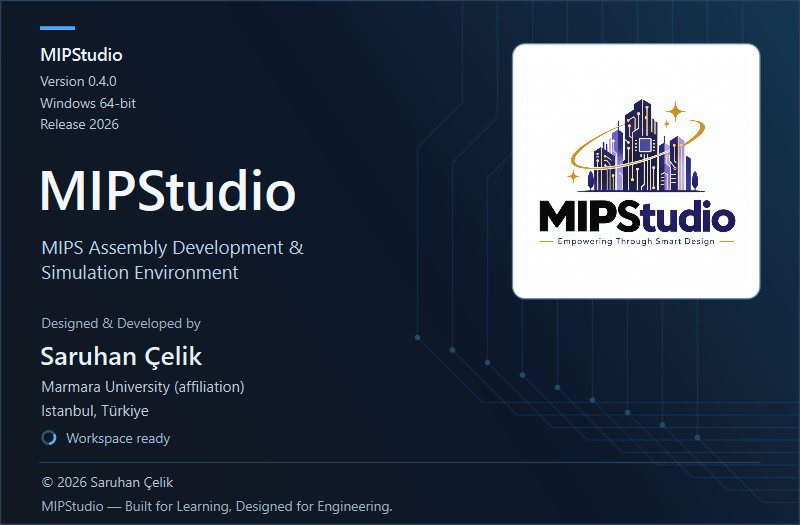 MIPStudio
Version 0.4.0
Windows 64-bit
Release 2026
MIPStudio
MIPS Assembly Development &
Simulation Environment
Designed & Developed by
Saruhan Çelik
Marmara University (affiliation)
Istanbul, Türkiye
Workspace ready
© 2026 Saruhan Çelik
MIPStudio — Built for Learning, Designed for Engineering.
MIPStudio
Empowering Through Smart Design